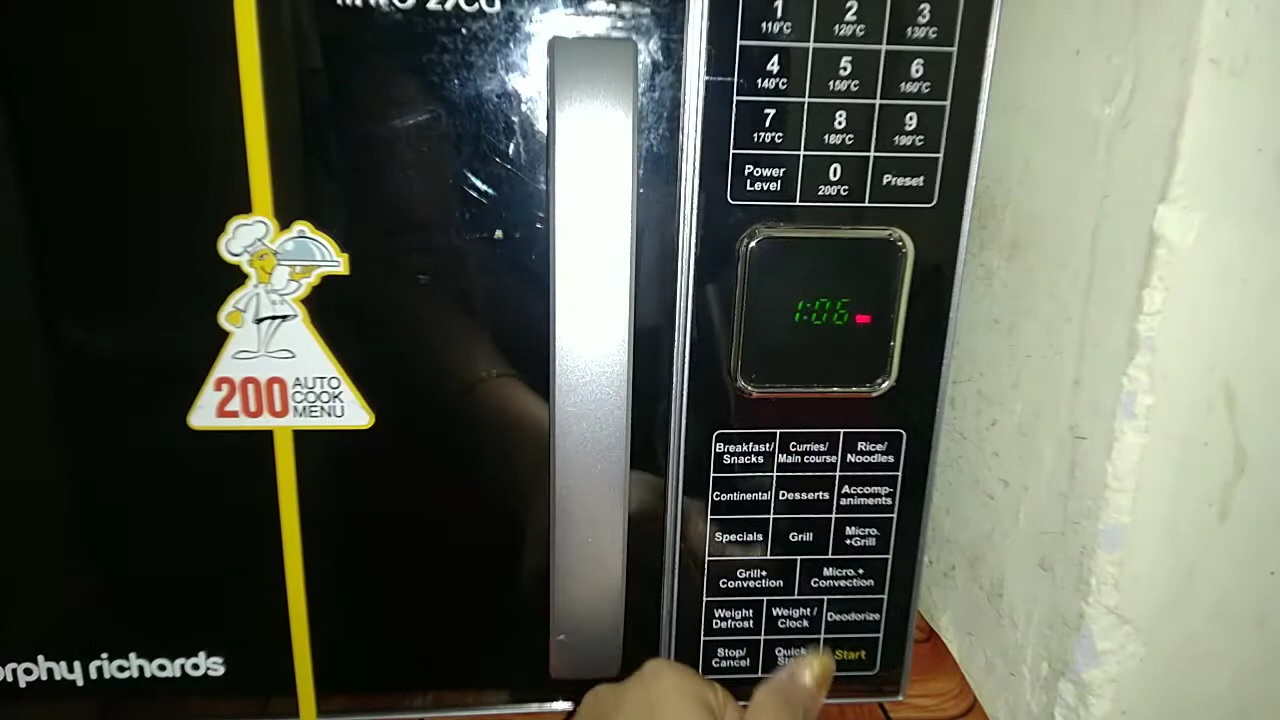 1
110°C
2
120°C
3
130°C
4
140°C
5
150°C
6
160°C
7
170°C
8
180°C
9
190°C
Power
Level
0
200°C
Preset
1:06
200 AUTO
COOK
MENU
Breakfast/
Snacks
Curries/
Main course
Rice/
Noodles
Continental
Desserts
Accomp-
animents
Specials
Grill
Micro.
+Grill
Grill+
Convection
Micro.+
Convection
Weight
Defrost
Weight /
Clock
Deodorize
Stop/
Cancel
Quick
Start
richards